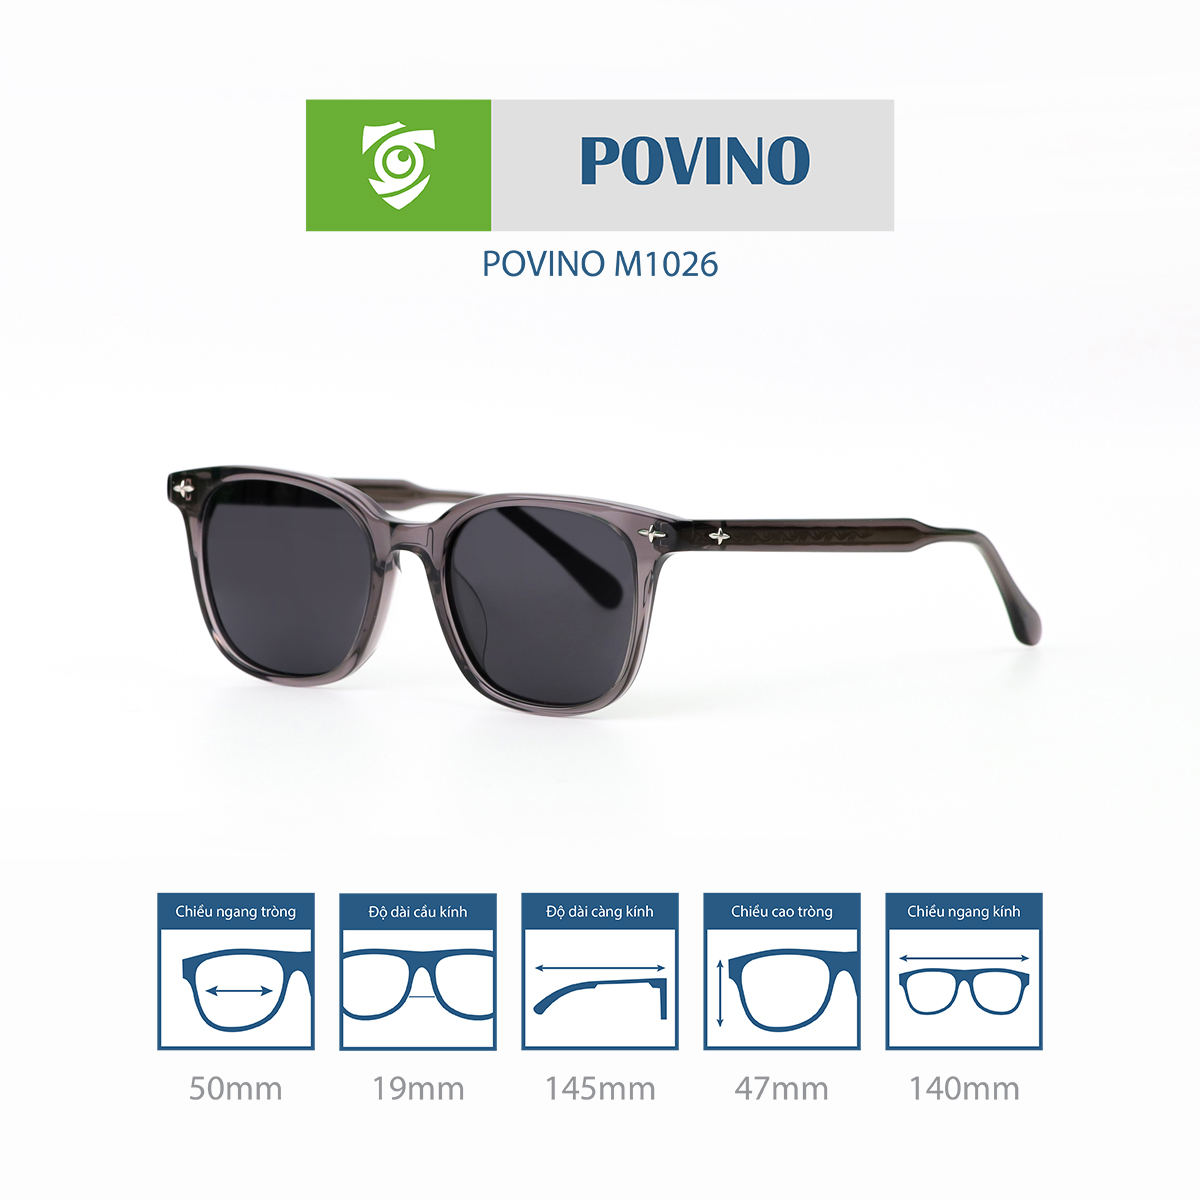 POVINO
POVINO M1026
Chiều ngang tròng
Độ dài cầu kính
Độ dài càng kính
Chiều cao tròng
Chiều ngang kính
50mm
19mm
145mm
47mm
140mm